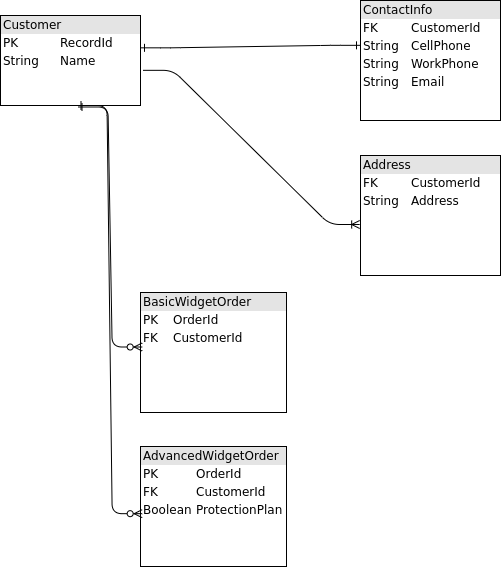 Customer
PK RecordId
String Name
ContactInfo
FK CustomerId
String CellPhone
String WorkPhone
String Email
Address
FK CustomerId
String Address
BasicWidgetOrder
PK OrderId
FK CustomerId
AdvancedWidgetOrder
PK OrderId
FK CustomerId
Boolean ProtectionPlan